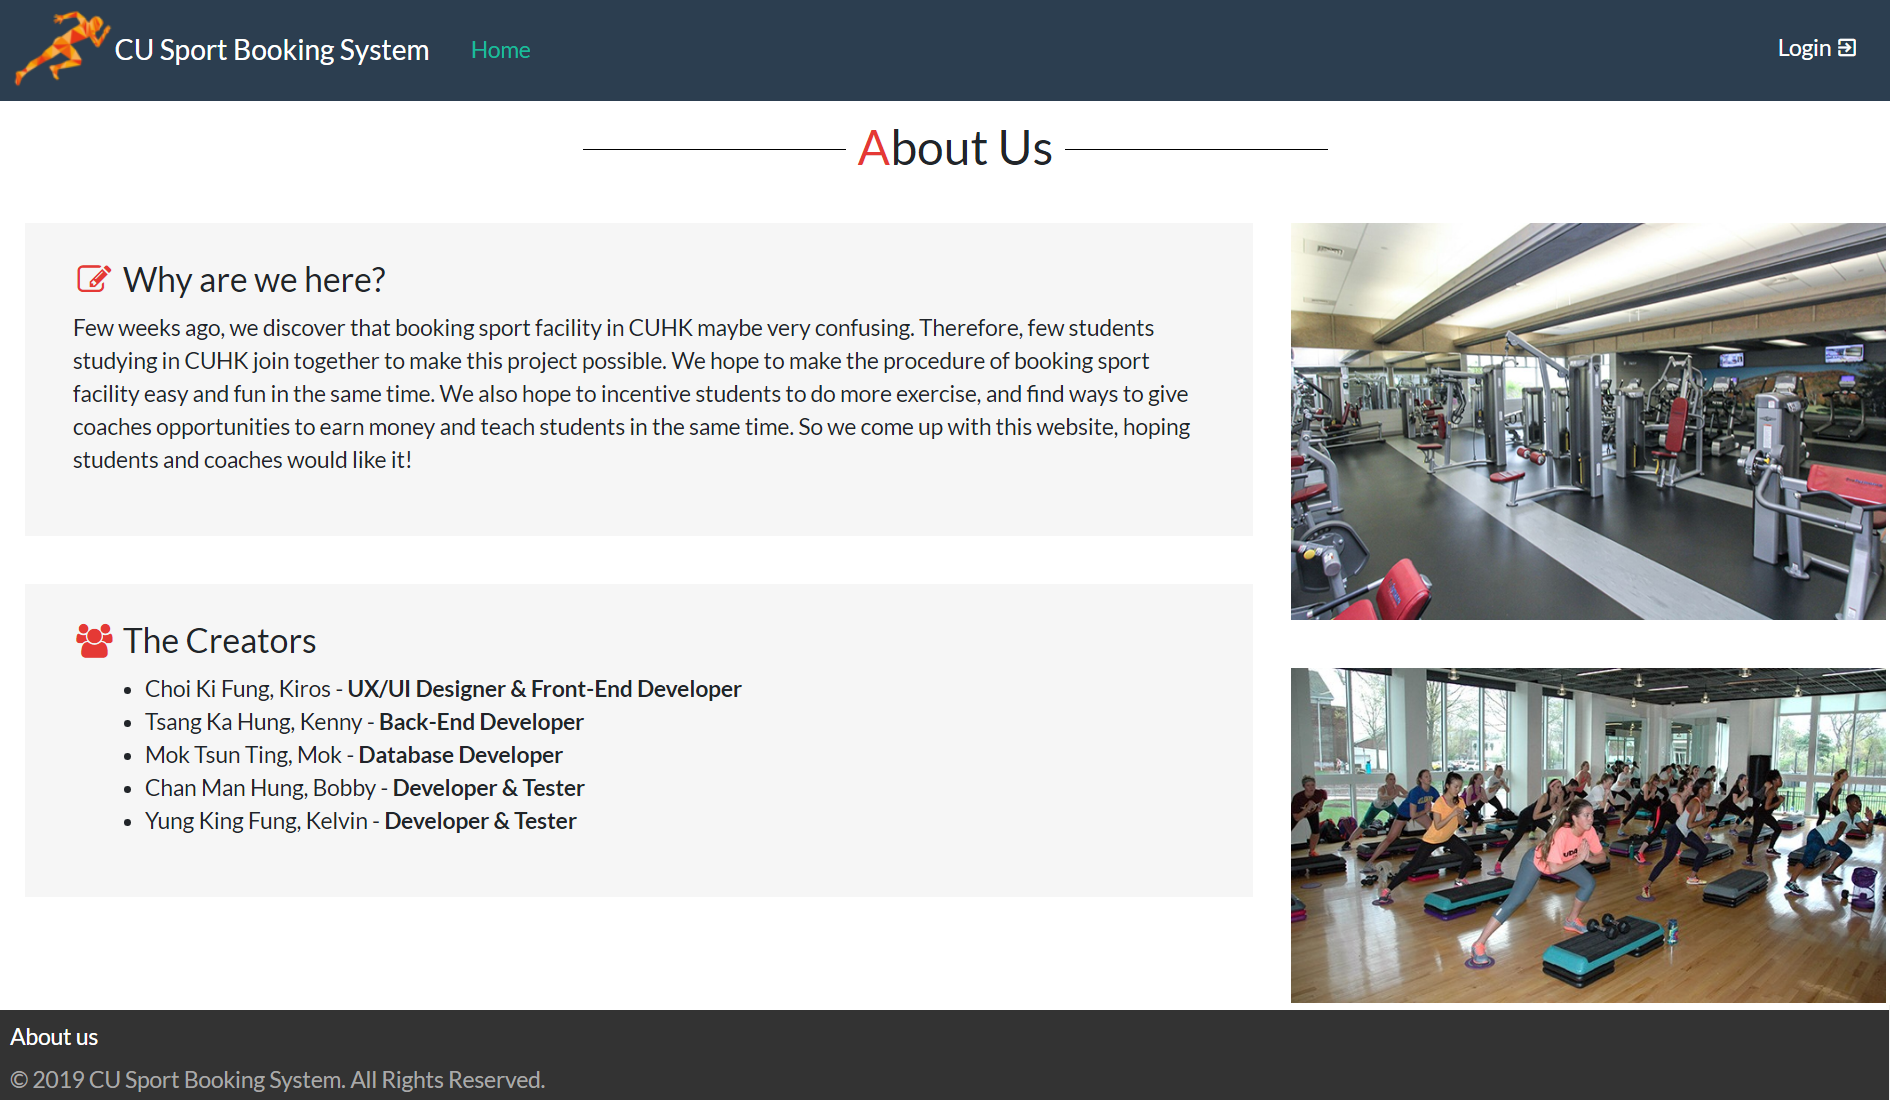 CU Sport Booking System
Home
Login
About Us
Why are we here?
Few weeks ago, we discover that booking sport facility in CUHK maybe very confusing. Therefore, few students
studying in CUHK join together to make this project possible. We hope to make the procedure of booking sport
facility easy and fun in the same time. We also hope to incentive students to do more exercise, and find ways to give
coaches opportunities to earn money and teach students in the same time. So we come up with this website, hoping
students and coaches would like it!
The Creators
• Choi Ki Fung, Kiros - UX/UI Designer & Front-End Developer
• Tsang Ka Hung, Kenny - Back-End Developer
• Mok Tsun Ting, Mok - Database Developer
• Chan Man Hung, Bobby - Developer & Tester
• Yung King Fung, Kelvin - Developer & Tester
About us
© 2019 CU Sport Booking System. All Rights Reserved.